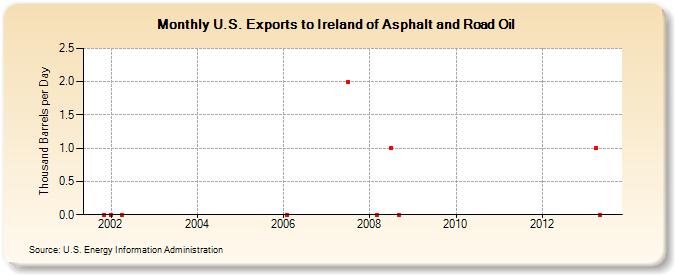 Monthly U.S. Exports to Ireland of Asphalt and Road Oil
Thousand Barrels per Day
2.5
2.0
1.5
1.0
0.5
0.0
2002 2004 2006 2008 2010 2012
Source: U.S. Energy Information Administration